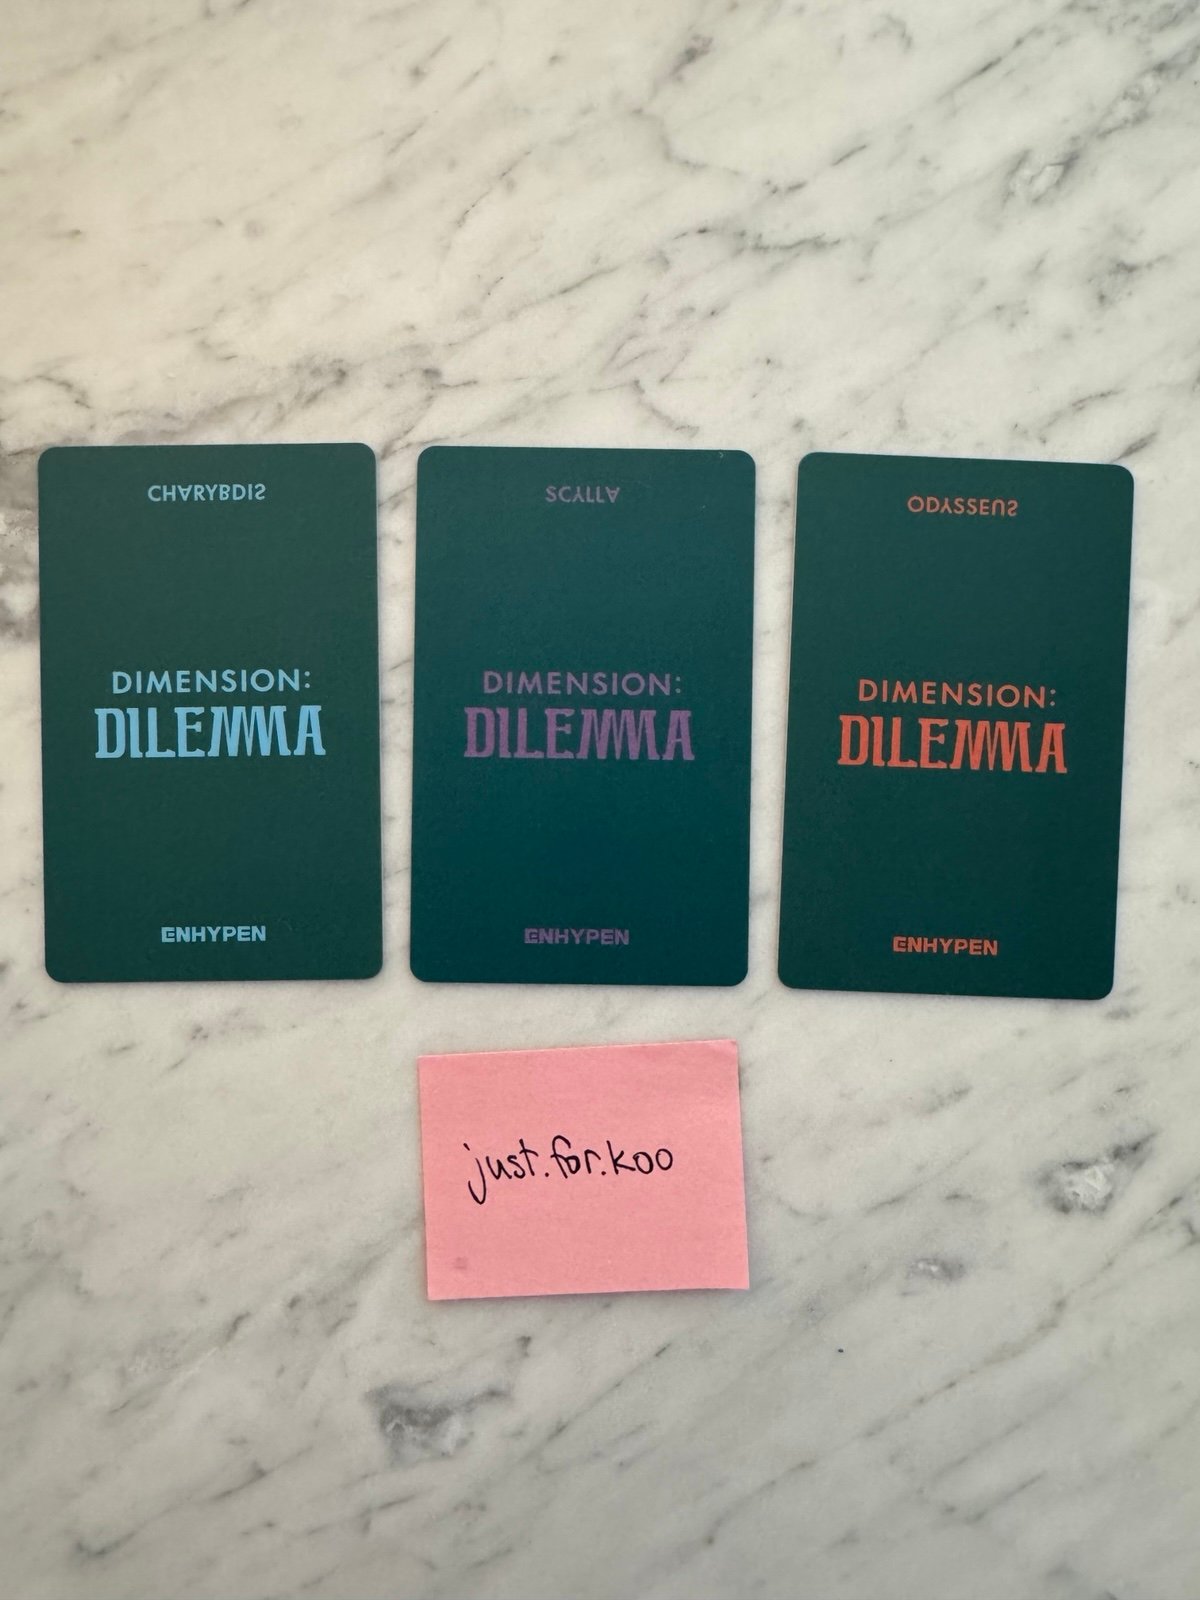 CHARYBDIS
DIMENSION:
DILEMMA
ENHYPEN
SCYLLA
DIMENSION:
DILEMMA
ENHYPEN
ODYSSEUS
DIMENSION:
DILEMMA
ENHYPEN
just.for.koo